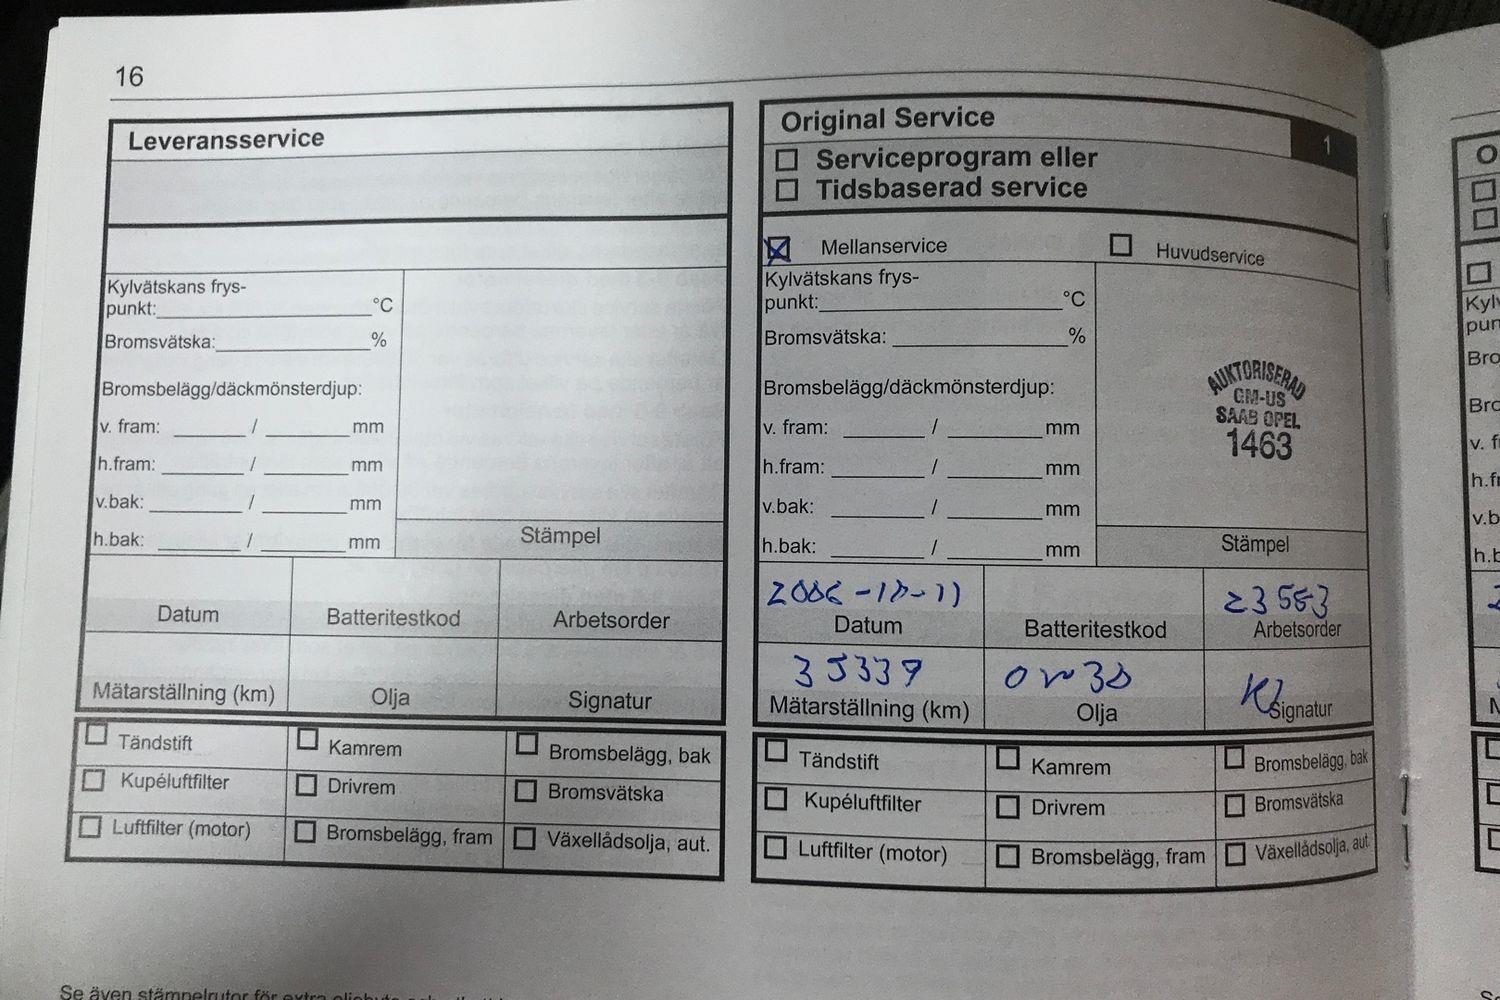 16
Leveransservice
Kylvätskans frys-
punkt: °C
Bromsvätska: %
Bromsbelägg/däckmönsterdjup:
v. fram: / mm
h.fram: / mm
v.bak: / mm
h.bak: / mm
Stämpel
Datum
Batteritestkod
Arbetsorder
Mätarställning (km)
Olja
Signatur
Tändstift
Kamrem
Bromsbelägg, bak
Kupéluftfilter
Drivrem
Bromsvätska
Luftfilter (motor)
Bromsbelägg, fram
Växellådsolja, aut.
Original Service
1
Serviceprogram eller
Tidsbaserad service
Mellanservice
Huvudservice
Kylvätskans frys-
punkt: °C
Bromsvätska: %
Bromsbelägg/däckmönsterdjup:
v. fram: / mm
h.fram: / mm
v.bak: / mm
h.bak: / mm
AUKTORISERAD
GM-US
SAAB OPEL
1463
Stämpel
2006-10-11
Datum
Batteritestkod
Arbetsorder
35339
Mätarställning (km)
0W30
Olja
Signatur
Tändstift
Kamrem
Bromsbelägg, bak
Kupéluftfilter
Drivrem
Bromsvätska
Luftfilter (motor)
Bromsbelägg, fram
Växellådsolja, aut.